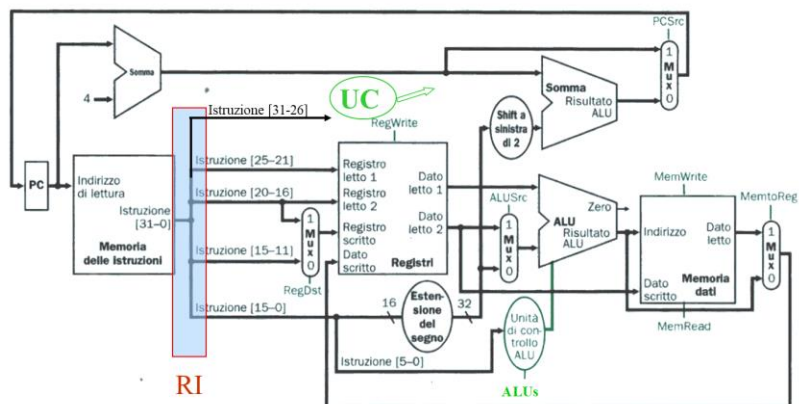 PCSrc
1
Mux
0
Somma
4
Somma
Risultato
ALU
Shift a
sinistra
di 2
UC
Istruzione [31-26]
RegWrite
PC
Indirizzo
di lettura
Istruzione
[31–0]
Memoria
delle istruzioni
Istruzione [25–21]
Istruzione [20–16]
Istruzione [15–11]
Istruzione [15–0]
1
Mux
0
RegDst
Registro
letto 1
Registro
letto 2
Registro
scritto
Dato
scritto
Dato
letto 1
Dato
letto 2
Registri
ALUSrc
1
Mux
0
Zero
ALU
Risultato
ALU
MemWrite
Indirizzo
Dato
letto
Dato
scritto
Memoria
dati
MemRead
MemtoReg
1
Mux
0
16
Esten-
sione
del
segno
32
Istruzione [5–0]
Unità
di con-
trollo
ALU
ALUs
RI